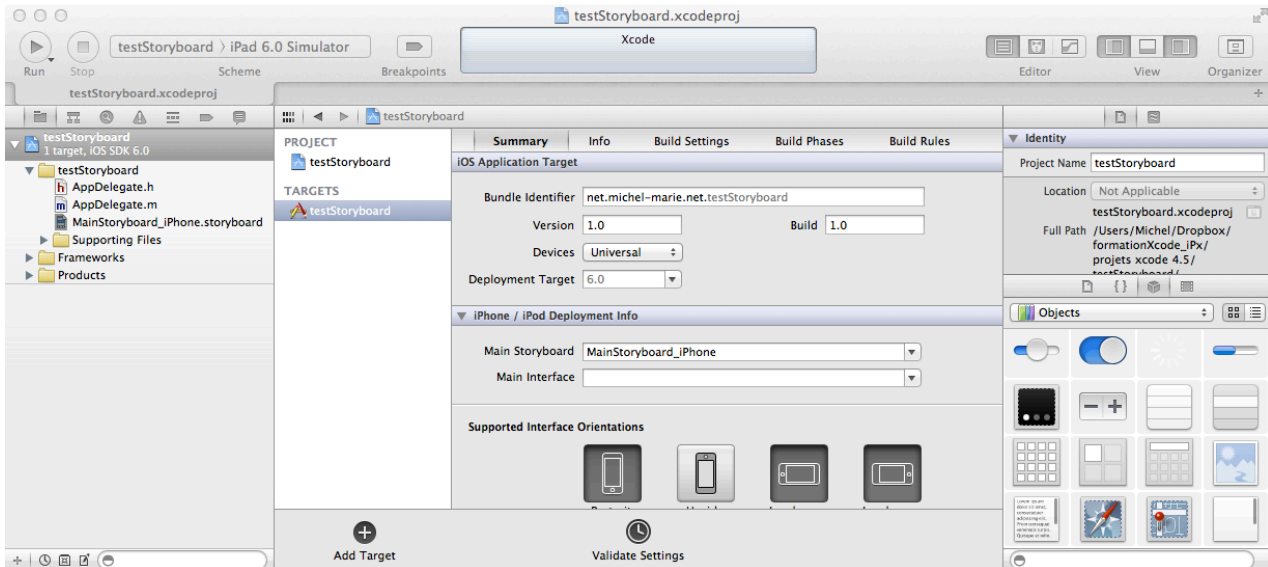 testStoryboard.xcodeproj
testStoryboard 〉 iPad 6.0 Simulator
Xcode
Run Stop Scheme Breakpoints Editor View Organizer
testStoryboard.xcodeproj
testStoryboard
1 target, iOS SDK 6.0
testStoryboard
AppDelegate.h
AppDelegate.m
MainStoryboard_iPhone.storyboard
Supporting Files
Frameworks
Products
testStoryboard
PROJECT
testStoryboard
TARGETS
testStoryboard
Summary Info Build Settings Build Phases Build Rules
iOS Application Target
Bundle Identifier net.michel-marie.net.testStoryboard
Version 1.0 Build 1.0
Devices Universal
Deployment Target 6.0
iPhone / iPod Deployment Info
Main Storyboard MainStoryboard_iPhone
Main Interface
Supported Interface Orientations
Add Target Validate Settings
Identity
Project Name testStoryboard
Location Not Applicable
testStoryboard.xcodeproj
Full Path /Users/Michel/Dropbox/
formationXcode_iPx/
projets xcode 4.5/
testStoryboard/
Objects